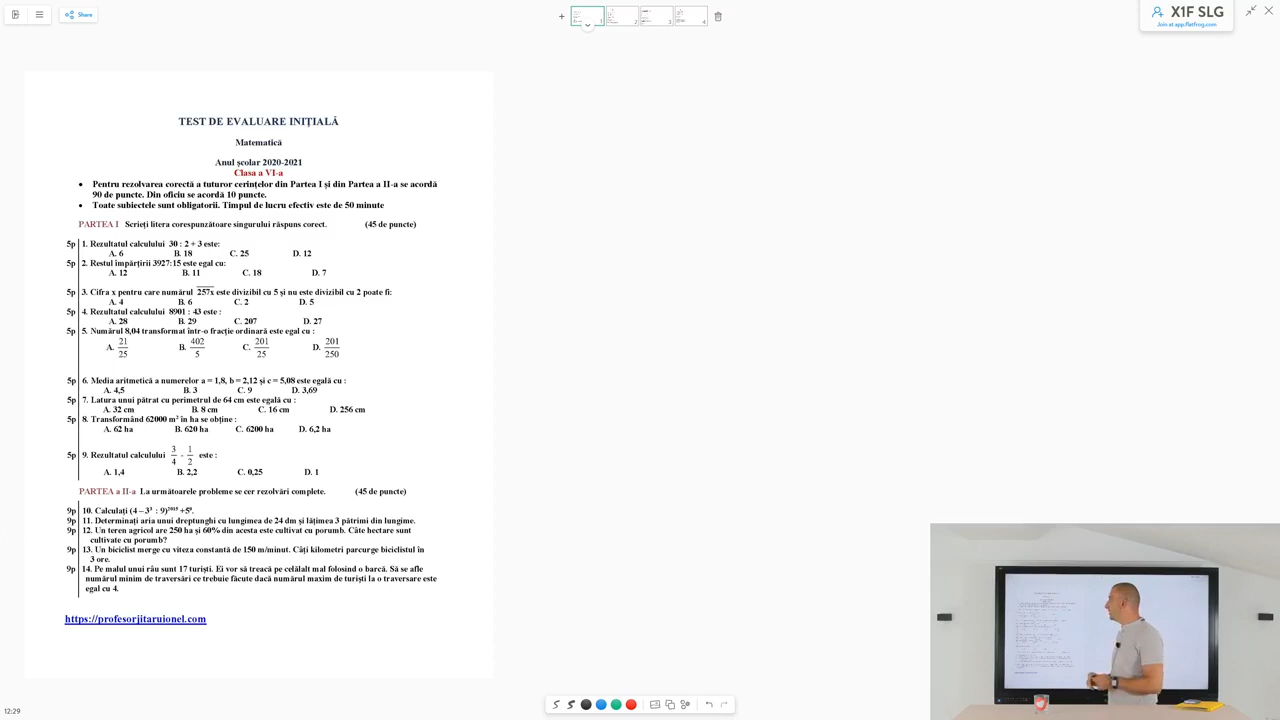 Share
+
1
2
3
4
X1F SLG
Join at app.flatfrog.com
TEST DE EVALUARE INIȚIALĂ
Matematică
Anul școlar 2020-2021
Clasa a VI-a
• Pentru rezolvarea corectă a tuturor cerințelor din Partea I și din Partea a II-a se acordă
90 de puncte. Din oficiu se acordă 10 puncte.
• Toate subiectele sunt obligatorii. Timpul de lucru efectiv este de 50 minute
PARTEA I Scrieți litera corespunzătoare singurului răspuns corect. (45 de puncte)
5p 1. Rezultatul calculului 30 : 2 + 3 este:
A. 6 B. 18 C. 25 D. 12
5p 2. Restul împărțirii 3927:15 este egal cu:
A. 12 B. 11 C. 18 D. 7
5p 3. Cifra x pentru care numărul 257x este divizibil cu 5 și nu este divizibil cu 2 poate fi:
A. 4 B. 6 C. 2 D. 5
5p 4. Rezultatul calculului 8901 : 43 este :
A. 28 B. 29 C. 207 D. 27
5p 5. Numărul 8,04 transformat într-o fracție ordinară este egal cu :
A. 21/25 B. 402/5 C. 201/25 D. 201/250
5p 6. Media aritmetică a numerelor a = 1,8, b = 2,12 și c = 5,08 este egală cu :
A. 4,5 B. 3 C. 9 D. 3,69
5p 7. Latura unui pătrat cu perimetrul de 64 cm este egală cu :
A. 32 cm B. 8 cm C. 16 cm D. 256 cm
5p 8. Transformând 62000 m² în ha se obține :
A. 62 ha B. 620 ha C. 6200 ha D. 6,2 ha
5p 9. Rezultatul calculului 3/4 - 1/2 este :
A. 1,4 B. 2,2 C. 0,25 D. 1
PARTEA a II-a La următoarele probleme se cer rezolvări complete. (45 de puncte)
9p 10. Calculați (4 – 3³ : 9)²⁰¹⁵ +5⁰.
9p 11. Determinați aria unui dreptunghi cu lungimea de 24 dm și lățimea 3 pătrimi din lungime.
9p 12. Un teren agricol are 250 ha și 60% din acesta este cultivat cu porumb. Câte hectare sunt
cultivate cu porumb?
9p 13. Un biciclist merge cu viteza constantă de 150 m/minut. Câți kilometri parcurge biciclistul în
3 ore.
9p 14. Pe malul unui râu sunt 17 turiști. Ei vor să treacă pe celălalt mal folosind o barcă. Să se afle
numărul minim de traversări ce trebuie făcute dacă numărul maxim de turiști la o traversare este
egal cu 4.
https://profesorjitaruionel.com
12:29